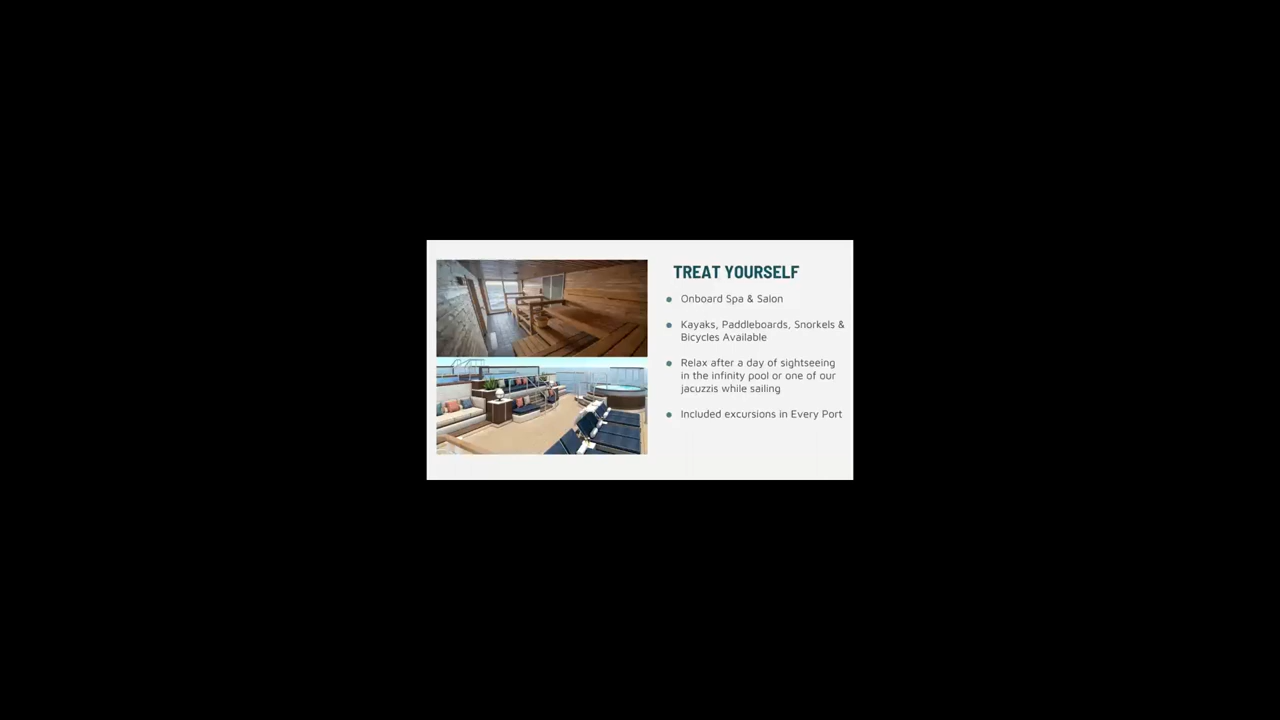 TREAT YOURSELF
Onboard Spa & Salon
Kayaks, Paddleboards, Snorkels &
Bicycles Available
Relax after a day of sightseeing
in the infinity pool or one of our
jacuzzis while sailing
Included excursions in Every Port